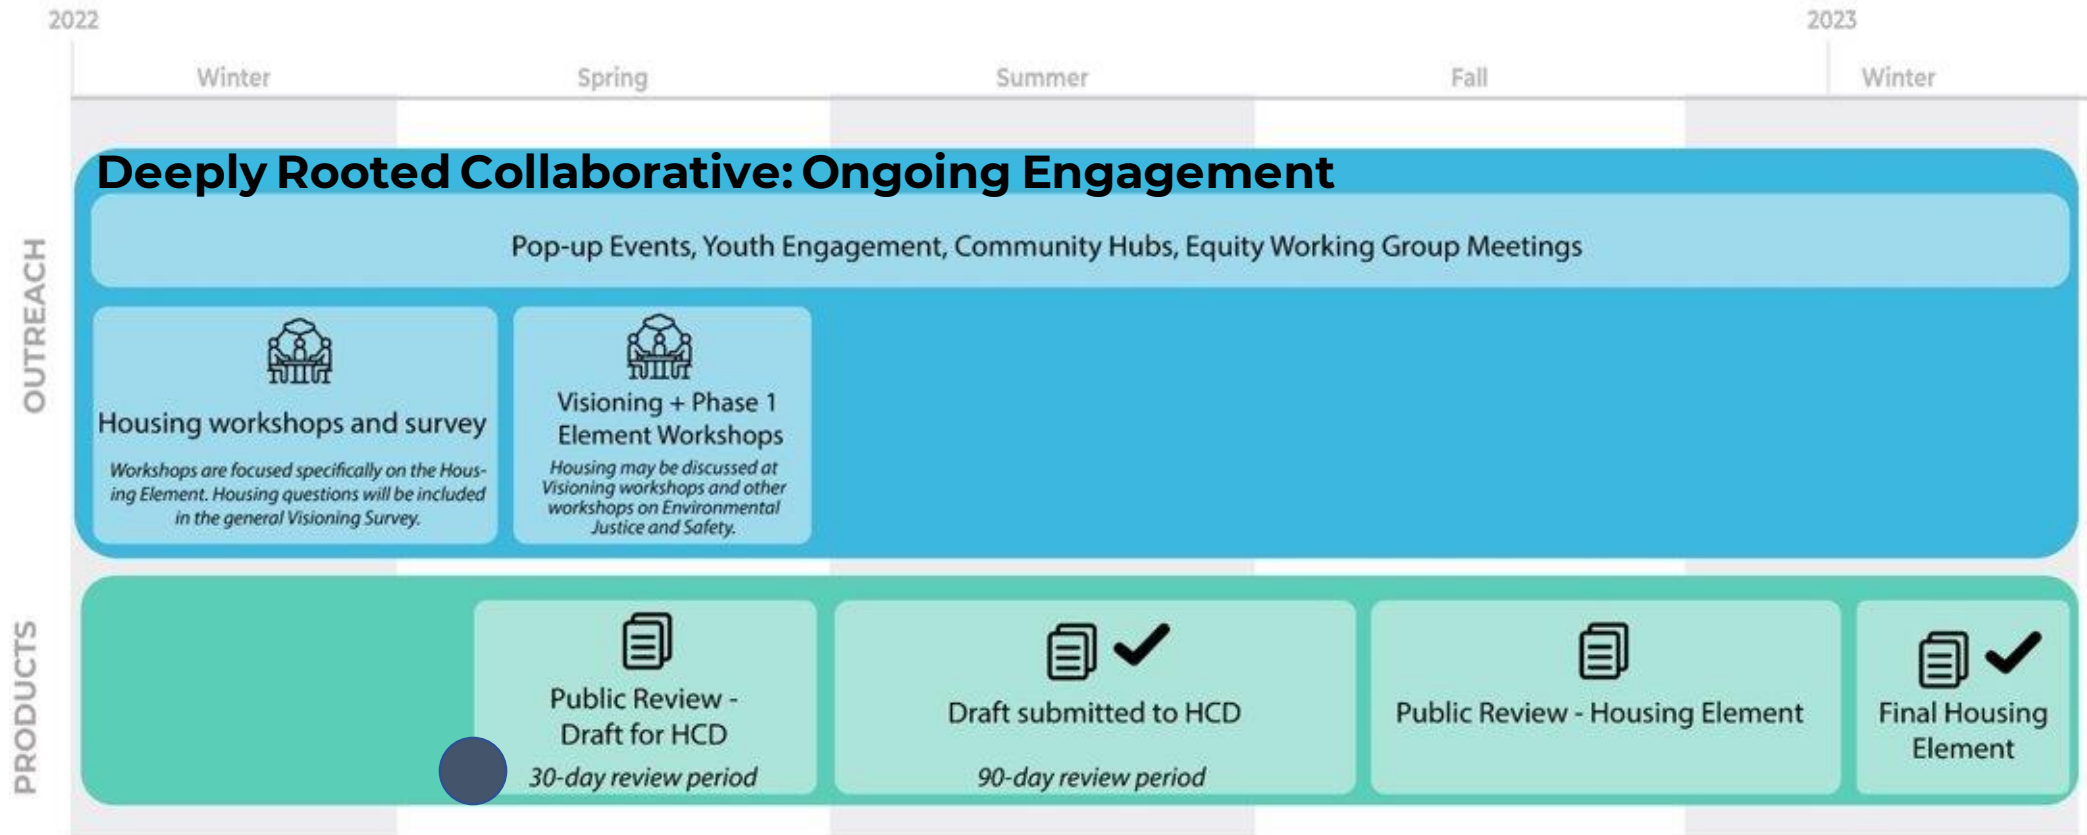 2022
2023
Winter
Spring
Summer
Fall
Winter
OUTREACH
Deeply Rooted Collaborative: Ongoing Engagement
Pop-up Events, Youth Engagement, Community Hubs, Equity Working Group Meetings
Housing workshops and survey
Workshops are focused specifically on the Hous-
ing Element. Housing questions will be included
in the general Visioning Survey.
Visioning + Phase 1
Element Workshops
Housing may be discussed at
Visioning workshops and other
workshops on Environmental
Justice and Safety.
PRODUCTS
Public Review -
Draft for HCD
30-day review period
Draft submitted to HCD
90-day review period
Public Review - Housing Element
Final Housing
Element